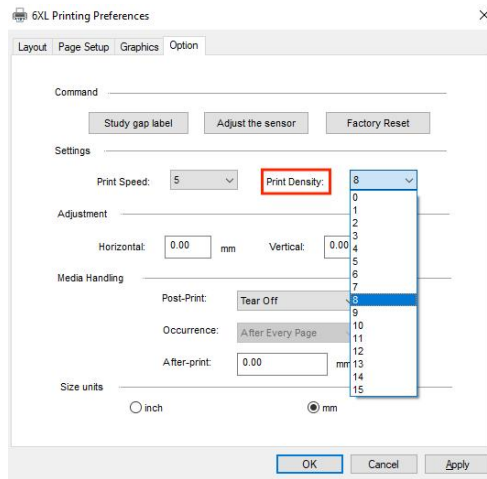 6XL Printing Preferences
Layout Page Setup Graphics Option
Command
Study gap label Adjust the sensor Factory Reset
Settings
Print Speed: 5 Print Density: 8
0
1
Adjustment
2
3
Horizontal: 0.00 mm Vertical: 0.00
4
5
6
Media Handling
7
Post-Print: Tear Off
8
9
10
Occurrence: After Every Page
11
12
After-print: 0.00 mm
13
14
Size units
15
inch mm
OK Cancel Apply